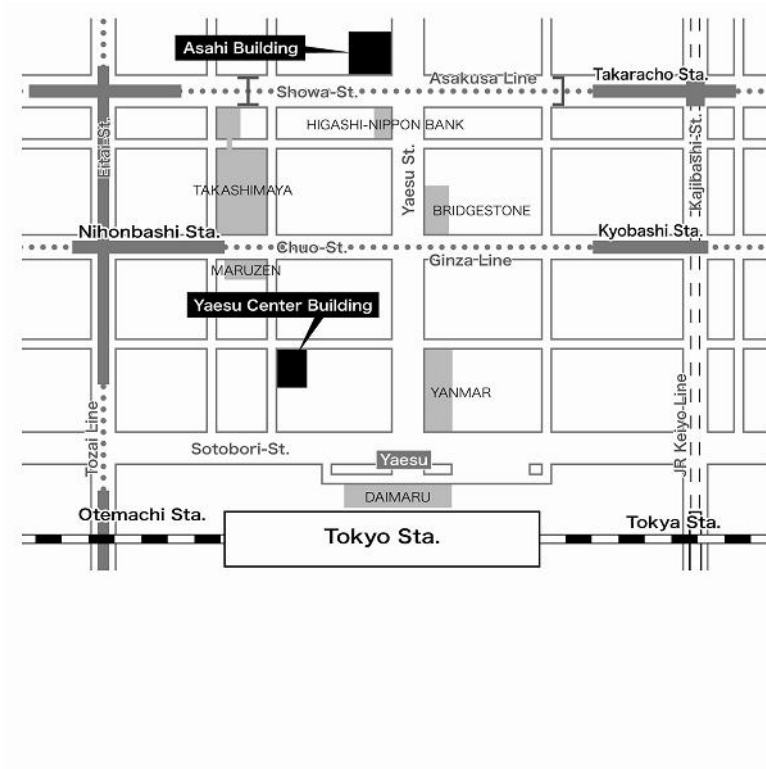 Asahi Building
Asakusa Line
Takaracho Sta.
Showa-St.
HIGASHI-NIPPON BANK
Eitai St.
Yaesu St.
Kajibashi-St.
TAKASHIMAYA
BRIDGESTONE
Nihonbashi Sta.
Kyobashi Sta.
Chuo-St.
Ginza Line
MARUZEN
Yaesu Center Building
YANMAR
Tozai Line
JR Keiyo-Line
Sotobori-St.
Yaesu
DAIMARU
Otemachi Sta.
Tokyo Sta.
Tokya Sta.